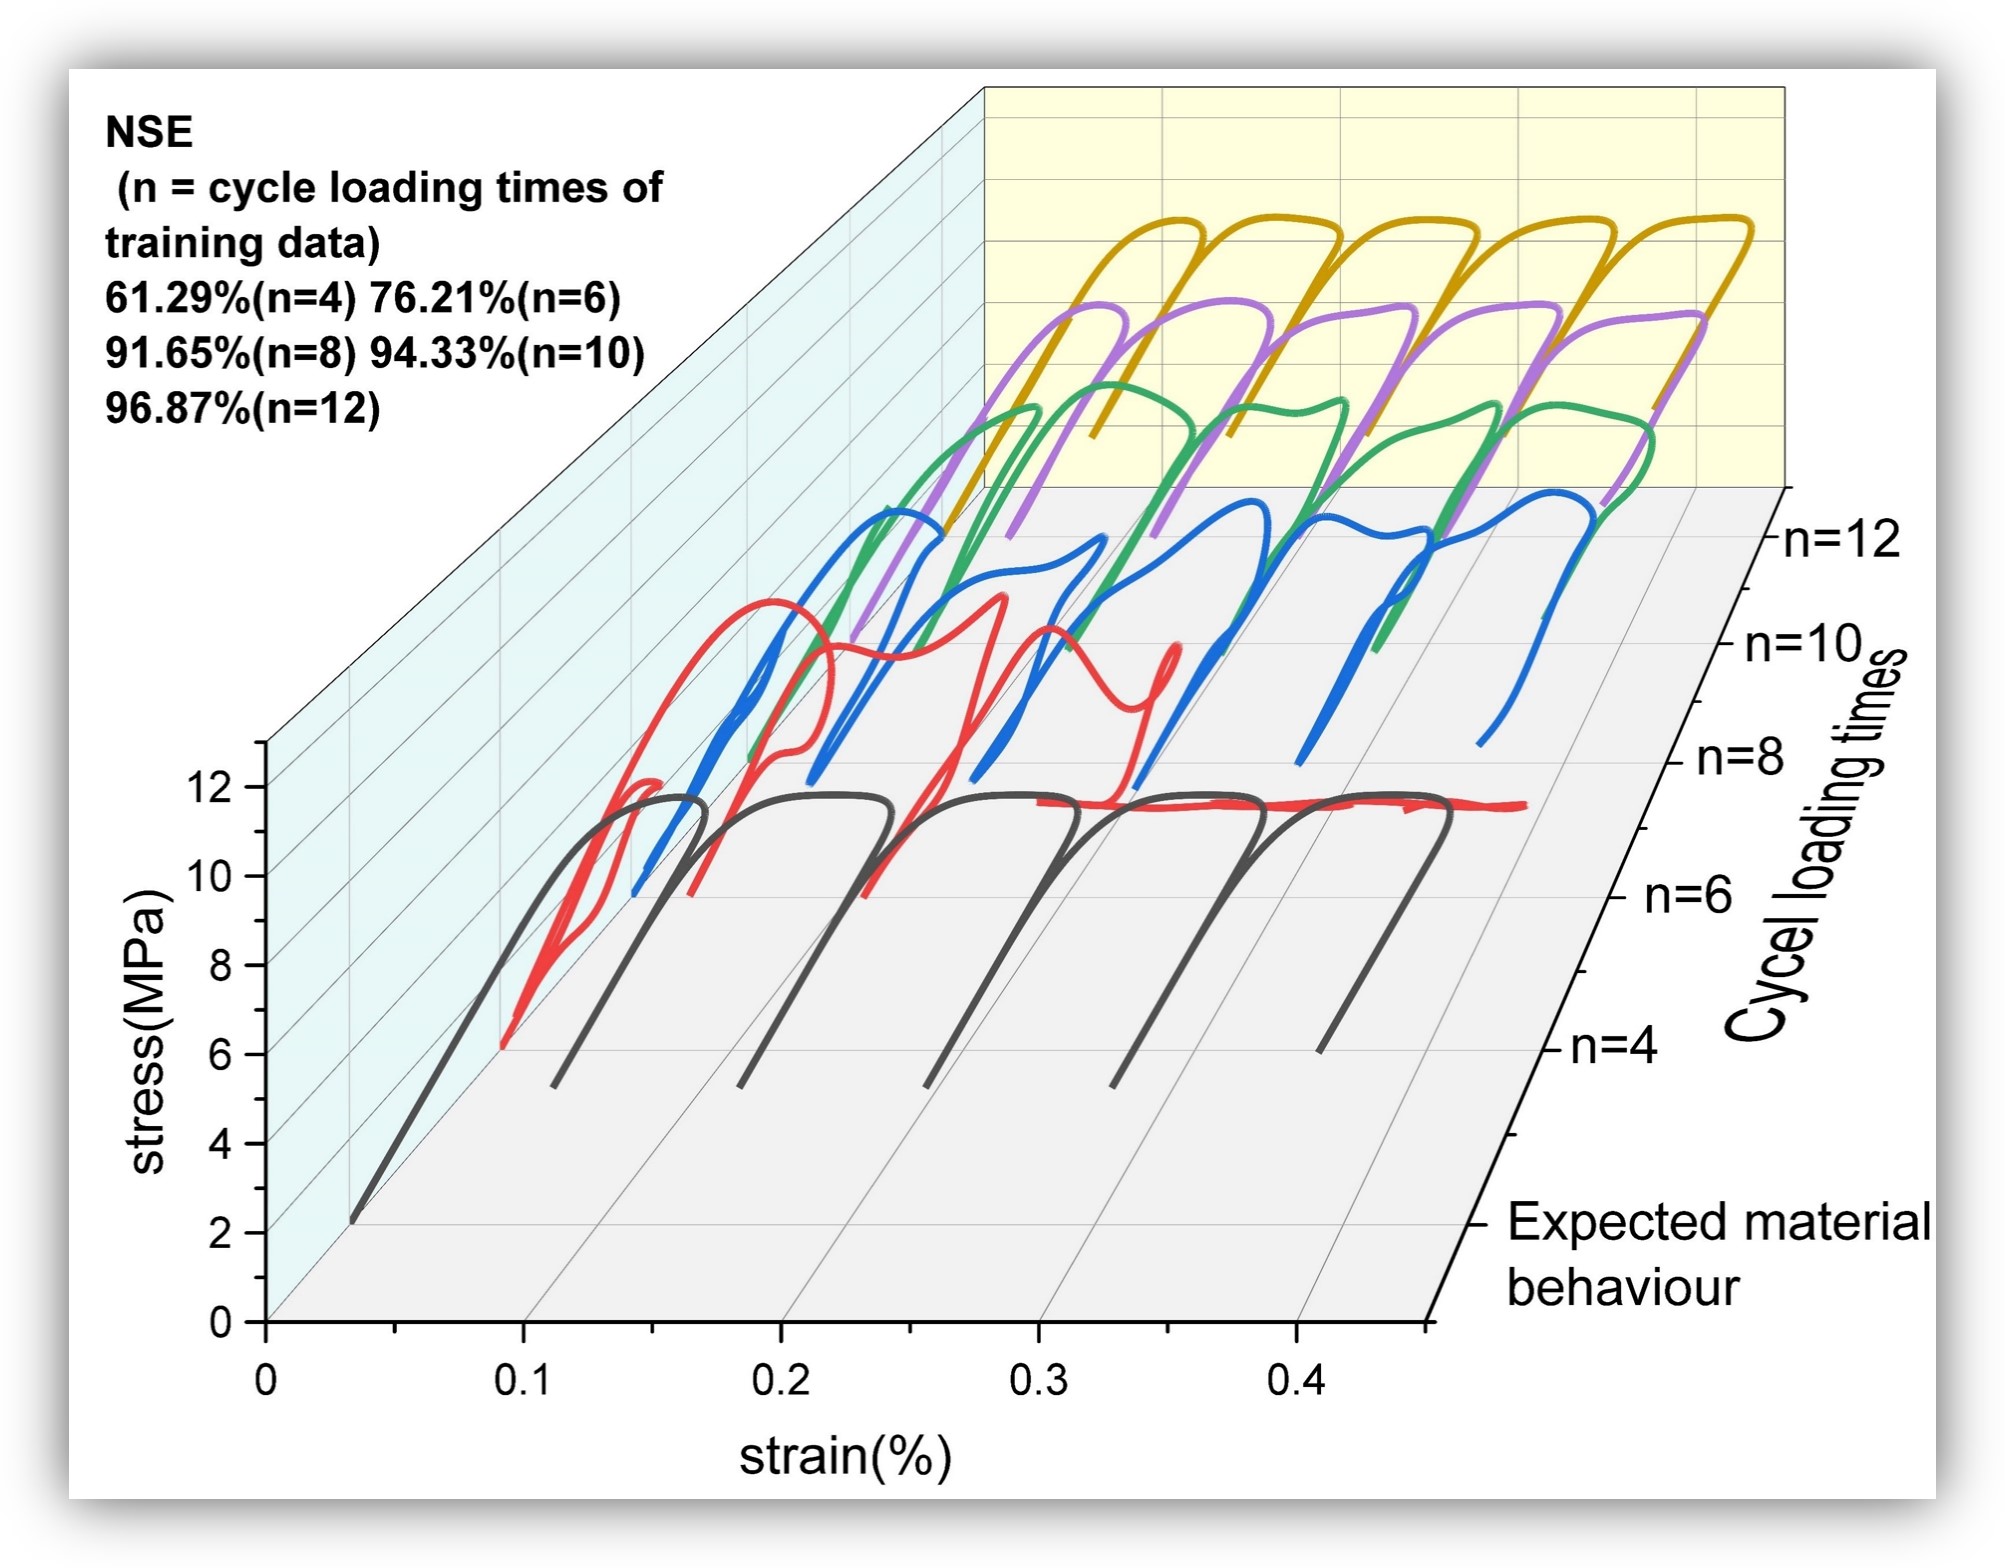 NSE
(n = cycle loading times of
training data)
61.29%(n=4) 76.21%(n=6)
91.65%(n=8) 94.33%(n=10)
96.87%(n=12)
12
10
8
6
4
2
0
stress(MPa)
0
0.1
0.2
0.3
0.4
strain(%)
n=12
n=10
n=8
n=6
n=4
Expected material
behaviour
Cycel loading times